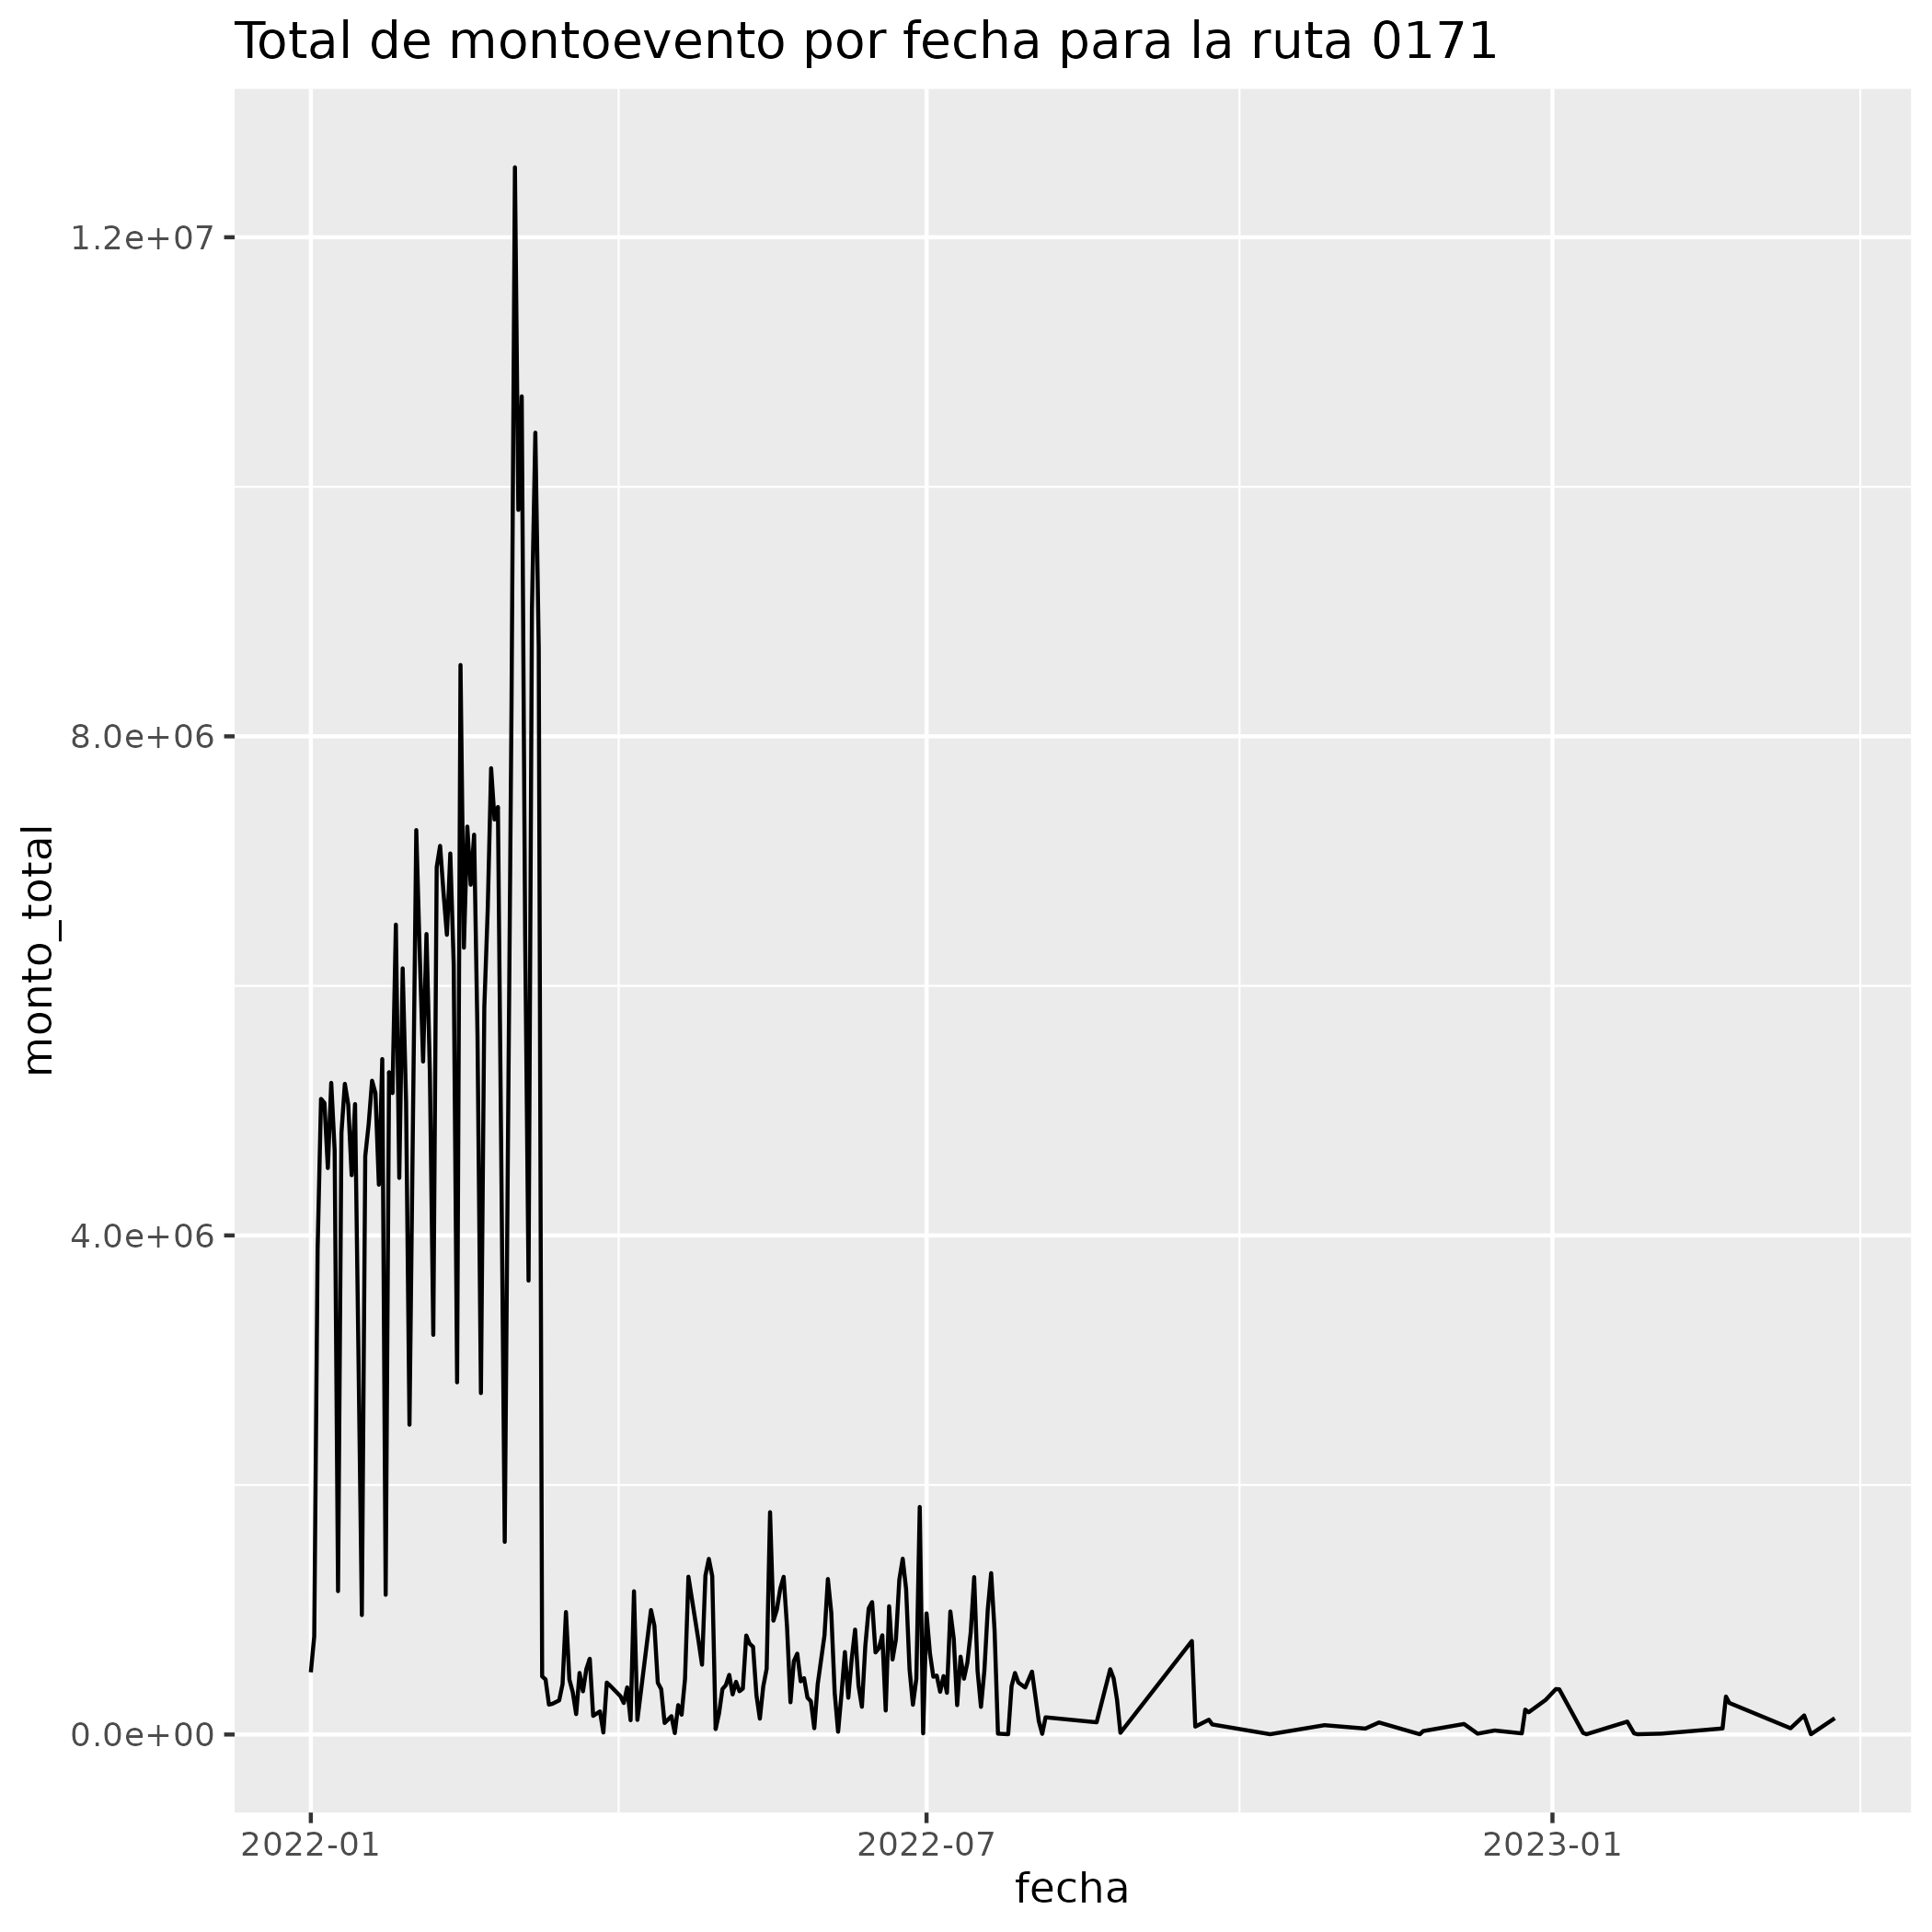 Total de montoevento por fecha para la ruta 0171
monto_total
1.2e+07
8.0e+06
4.0e+06
0.0e+00
2022-01
2022-07
2023-01
fecha